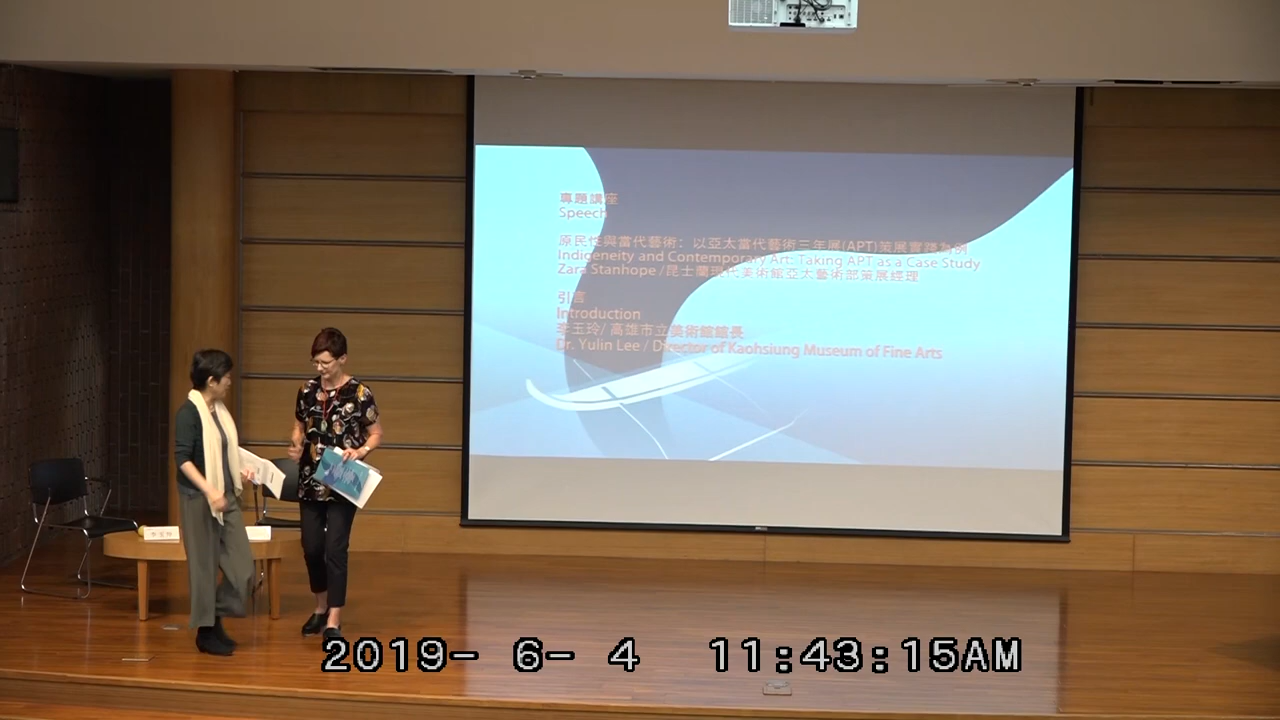 專題講座
Speech
原民性與當代藝術：以亞太當代藝術三年展(APT)策展實踐為例
Indigeneity and Contemporary Art: Taking APT as a Case Study
Zara Stanhope /昆士蘭現代美術館亞太藝術部策展經理
引言
Introduction
李玉玲/ 高雄市立美術館館長
Dr. Yulin Lee / Director of Kaohsiung Museum of Fine Arts
李玉玲
2019- 6- 4 11:43:15AM